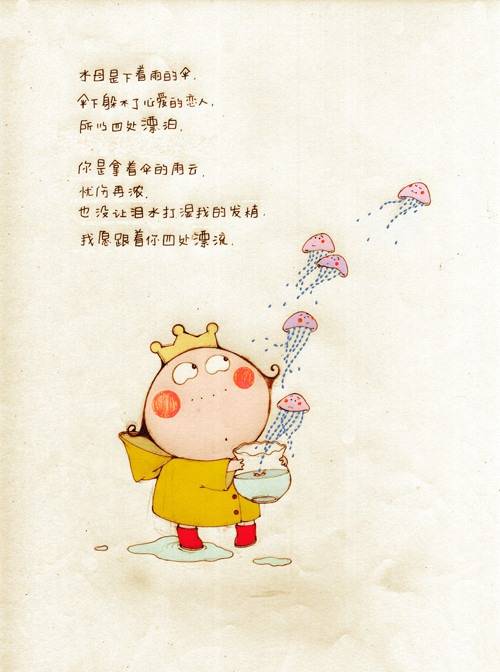 水母是下着雨的伞.
伞下躲不了心爱的恋人,
所以四处漂泊.
你是拿着伞的雨云.
忧伤再浓.
也没让泪水打湿我的发梢.
我愿跟着你四处漂流.